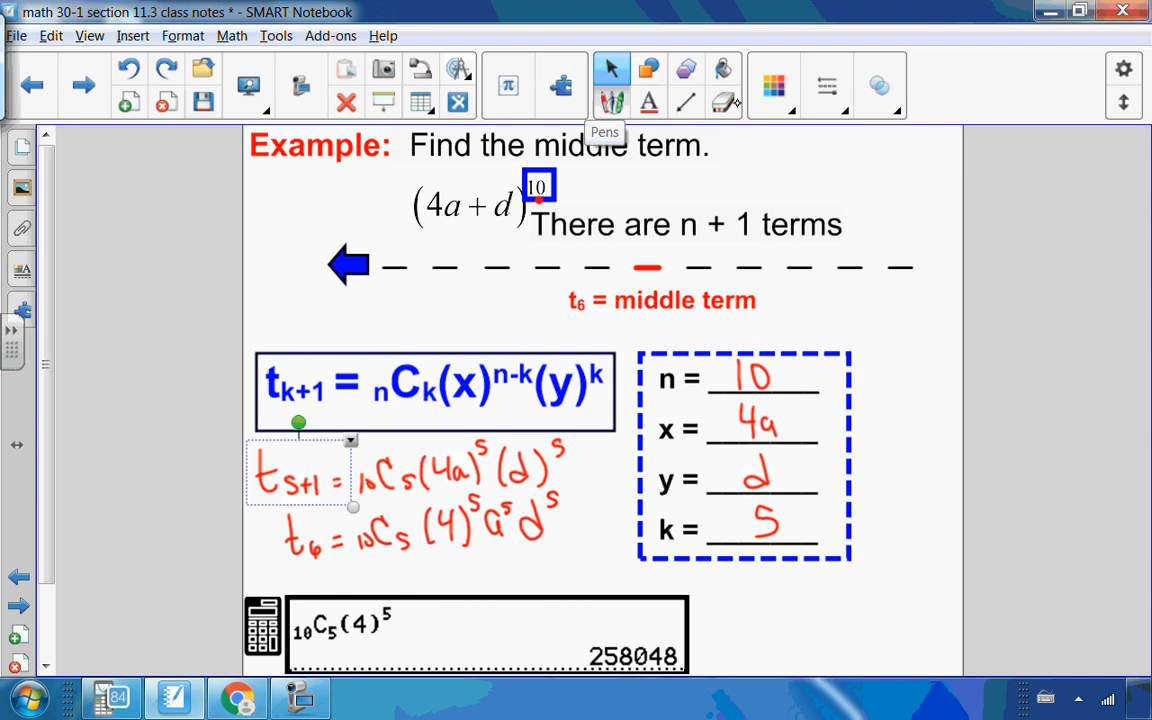 math 30-1 section 11.3 class notes * - SMART Notebook
File Edit View Insert Format Math Tools Add-ons Help
π
A
Pens
Example: Find the middle term.
(4a + d)^10
There are n + 1 terms
t₆ = middle term
tₖ₊₁ = ₙCₖ(x)ⁿ⁻ᵏ(y)ᵏ
n = 10
x = 4a
y = d
k = 5
t₅₊₁ = ₁₀C₅(4a)⁵(d)⁵
t₆ = ₁₀C₅(4)⁵a⁵d⁵
₁₀C₅(4)⁵
258048
84